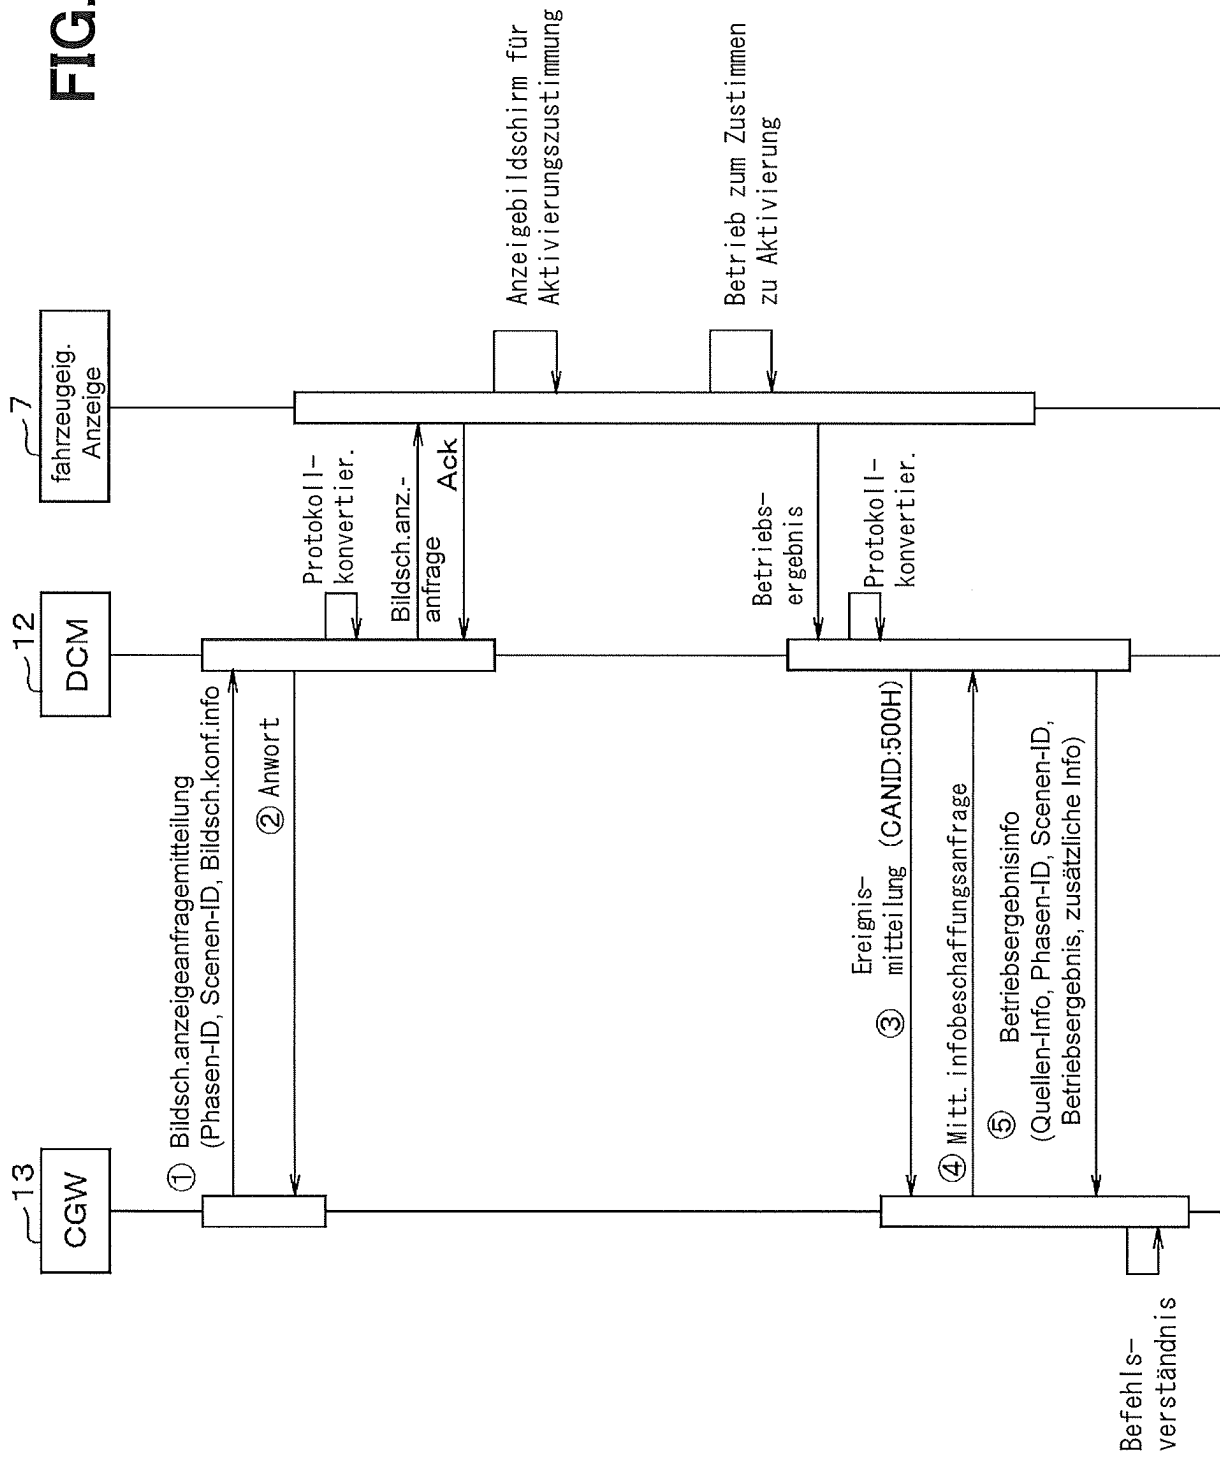 FIG.
13
CGW
12
DCM
7
fahrzeugeig.
Anzeige
① Bildsch.anzeigeanfragemitteilung
(Phasen-ID, Scenen-ID, Bildsch.konf.info
② Anwort
Protokoll-
konvertier.
Bildsch.anz.-
anfrage
Ack
Anzeigebildschirm für
Aktivierungszustimmung
Betrieb zum Zustimmen
zu Aktivierung
Betriebs-
ergebnis
Protokoll-
konvertier.
Ereignis-
③ mitteilung (CANID:500H)
④ Mitt. infobeschaffungsanfrage
⑤ Betriebsergebnisinfo
(Quellen-Info, Phasen-ID, Scenen-ID,
Betriebsergebnis, zusätzliche Info)
Befehls-
verständnis